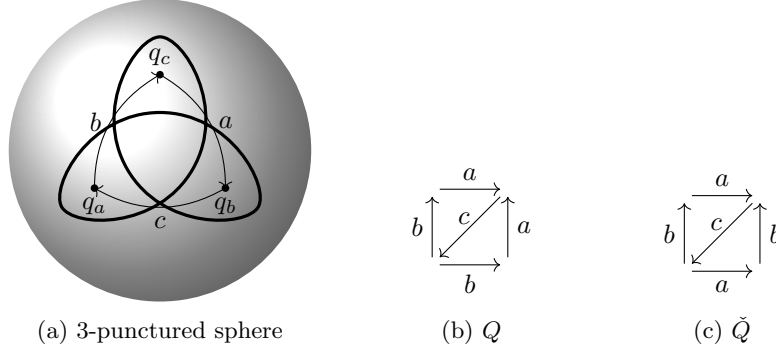 q_c
b a
q_a q_b
c
(a) 3-punctured sphere
a
b c a
b
(b) Q
a
b c b
a
(c) Q̌